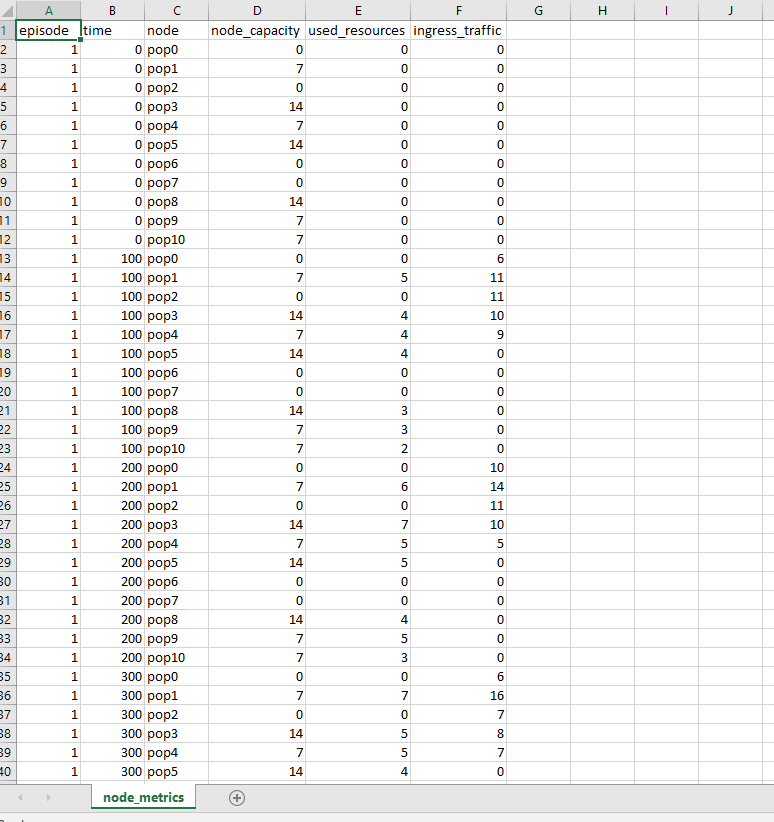 A B C D E F G H I J
1 episode time node node_capacity used_resources ingress_traffic
2 1 0 pop0 0 0 0
3 1 0 pop1 7 0 0
4 1 0 pop2 0 0 0
5 1 0 pop3 14 0 0
6 1 0 pop4 7 0 0
7 1 0 pop5 14 0 0
8 1 0 pop6 0 0 0
9 1 0 pop7 0 0 0
10 1 0 pop8 14 0 0
11 1 0 pop9 7 0 0
12 1 0 pop10 7 0 0
13 1 100 pop0 0 0 6
14 1 100 pop1 7 5 11
15 1 100 pop2 0 0 11
16 1 100 pop3 14 4 10
17 1 100 pop4 7 4 9
18 1 100 pop5 14 4 0
19 1 100 pop6 0 0 0
20 1 100 pop7 0 0 0
21 1 100 pop8 14 3 0
22 1 100 pop9 7 3 0
23 1 100 pop10 7 2 0
24 1 200 pop0 0 0 10
25 1 200 pop1 7 6 14
26 1 200 pop2 0 0 11
27 1 200 pop3 14 7 10
28 1 200 pop4 7 5 5
29 1 200 pop5 14 5 0
30 1 200 pop6 0 0 0
31 1 200 pop7 0 0 0
32 1 200 pop8 14 4 0
33 1 200 pop9 7 5 0
34 1 200 pop10 7 3 0
35 1 300 pop0 0 0 6
36 1 300 pop1 7 7 16
37 1 300 pop2 0 0 7
38 1 300 pop3 14 5 8
39 1 300 pop4 7 5 7
40 1 300 pop5 14 4 0
node_metrics